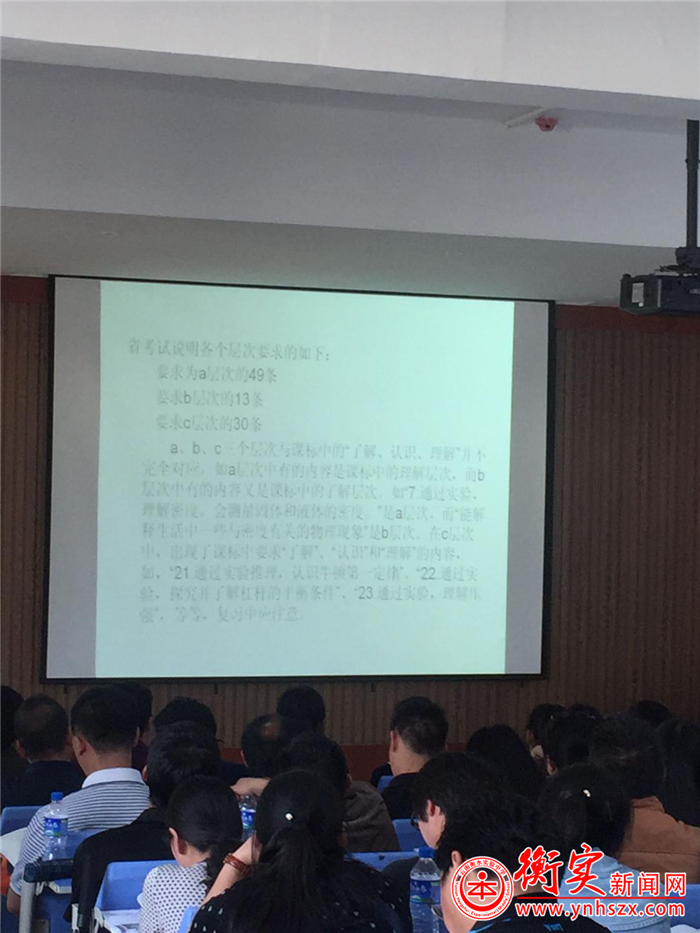 省考试说明各个层次要求的如下：
要求为a层次的49条
要求b层次的13条
要求c层次的30条
a、b、c三个层次与课标中的“了解、认识、理解”并不
完全对应。如a层次中有的内容是课标中的理解层次，而b
层次中有的内容又是课标中的了解层次。如“7.通过实验，
理解密度。会测量固体和液体的密度。”是a层次，而“能解
释生活中一些与密度有关的物理现象”是b层次。在c层次
中，出现了课标中要求“了解”、“认识”和“理解”的内容，
如，“21.通过实验推理，认识牛顿第一定律”、“22.通过实
验，探究并了解杠杆的平衡条件”、“23.通过实验，理解压
强”，等等，复习中应注意。
衡实新闻网
www.ynhszx.com